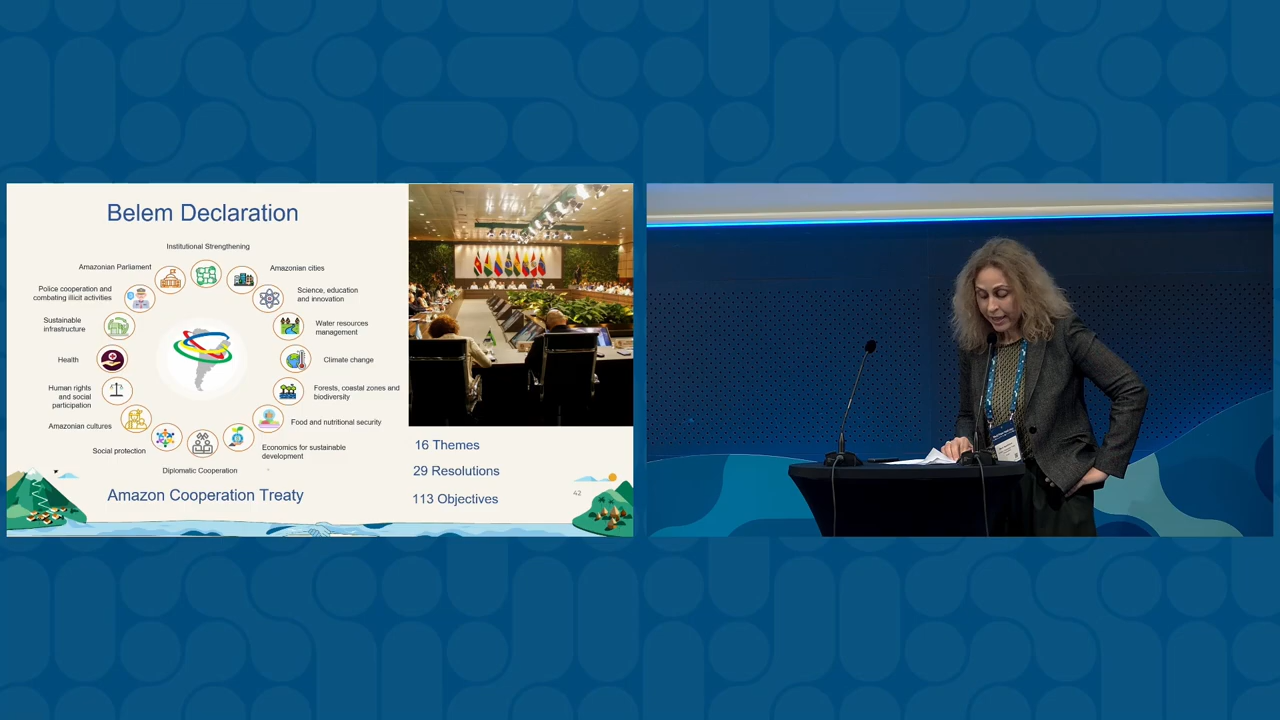 Belem Declaration
Institutional Strengthening
Amazonian Parliament
Amazonian cities
Police cooperation and
combating illicit activities
Science, education
and innovation
Sustainable
infrastructure
Water resources
management
Health
Climate change
Human rights
and social
participation
Forests, coastal zones and
biodiversity
Amazonian cultures
Food and nutritional security
Social protection
Economics for sustainable
development
Diplomatic Cooperation
Amazon Cooperation Treaty
16 Themes
29 Resolutions
113 Objectives
42